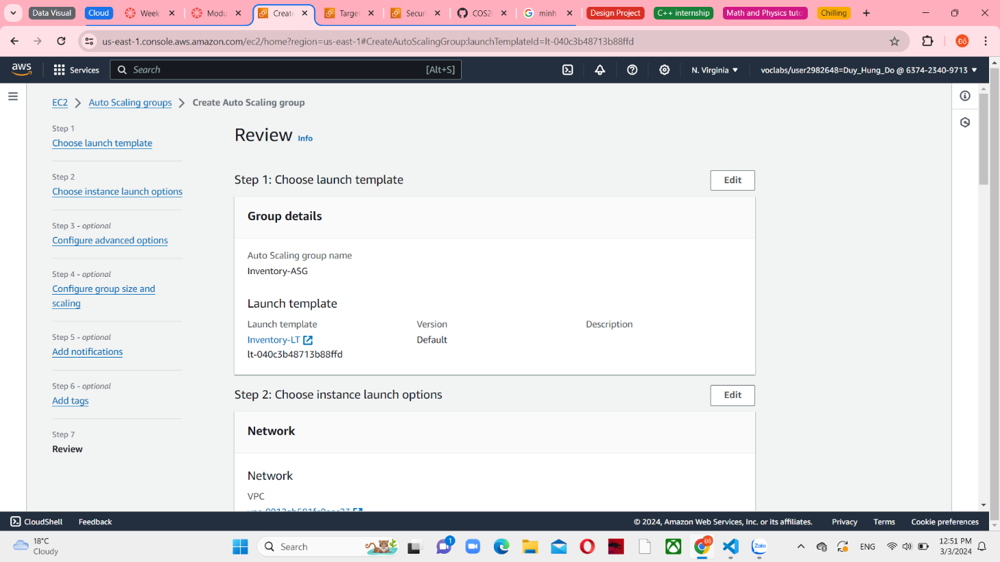 Data Visual
Cloud
Week
Modu
Create
Target
Securi
COS2
minh
Design Project
C++ internship
Math and Physics tuto
Chilling
us-east-1.console.aws.amazon.com/ec2/home?region=us-east-1#CreateAutoScalingGroup:launchTemplateId=lt-040c3b48713b88ffd
Đỗ
aws
Services
Search
[Alt+S]
N. Virginia
voclabs/user2982648=Duy_Hung_Do @ 6374-2340-9713
EC2
Auto Scaling groups
Create Auto Scaling group
Step 1
Choose launch template
Step 2
Choose instance launch options
Step 3 - optional
Configure advanced options
Step 4 - optional
Configure group size and
scaling
Step 5 - optional
Add notifications
Step 6 - optional
Add tags
Step 7
Review
Review Info
Step 1: Choose launch template
Edit
Group details
Auto Scaling group name
Inventory-ASG
Launch template
Launch template
Version
Description
Inventory-LT
Default
lt-040c3b48713b88ffd
Step 2: Choose instance launch options
Edit
Network
Network
VPC
CloudShell
Feedback
© 2024, Amazon Web Services, Inc. or its affiliates.
Privacy
Terms
Cookie preferences
18°C
Cloudy
Search
1
Đỗ
Zalo
ENG
12:51 PM
3/3/2024